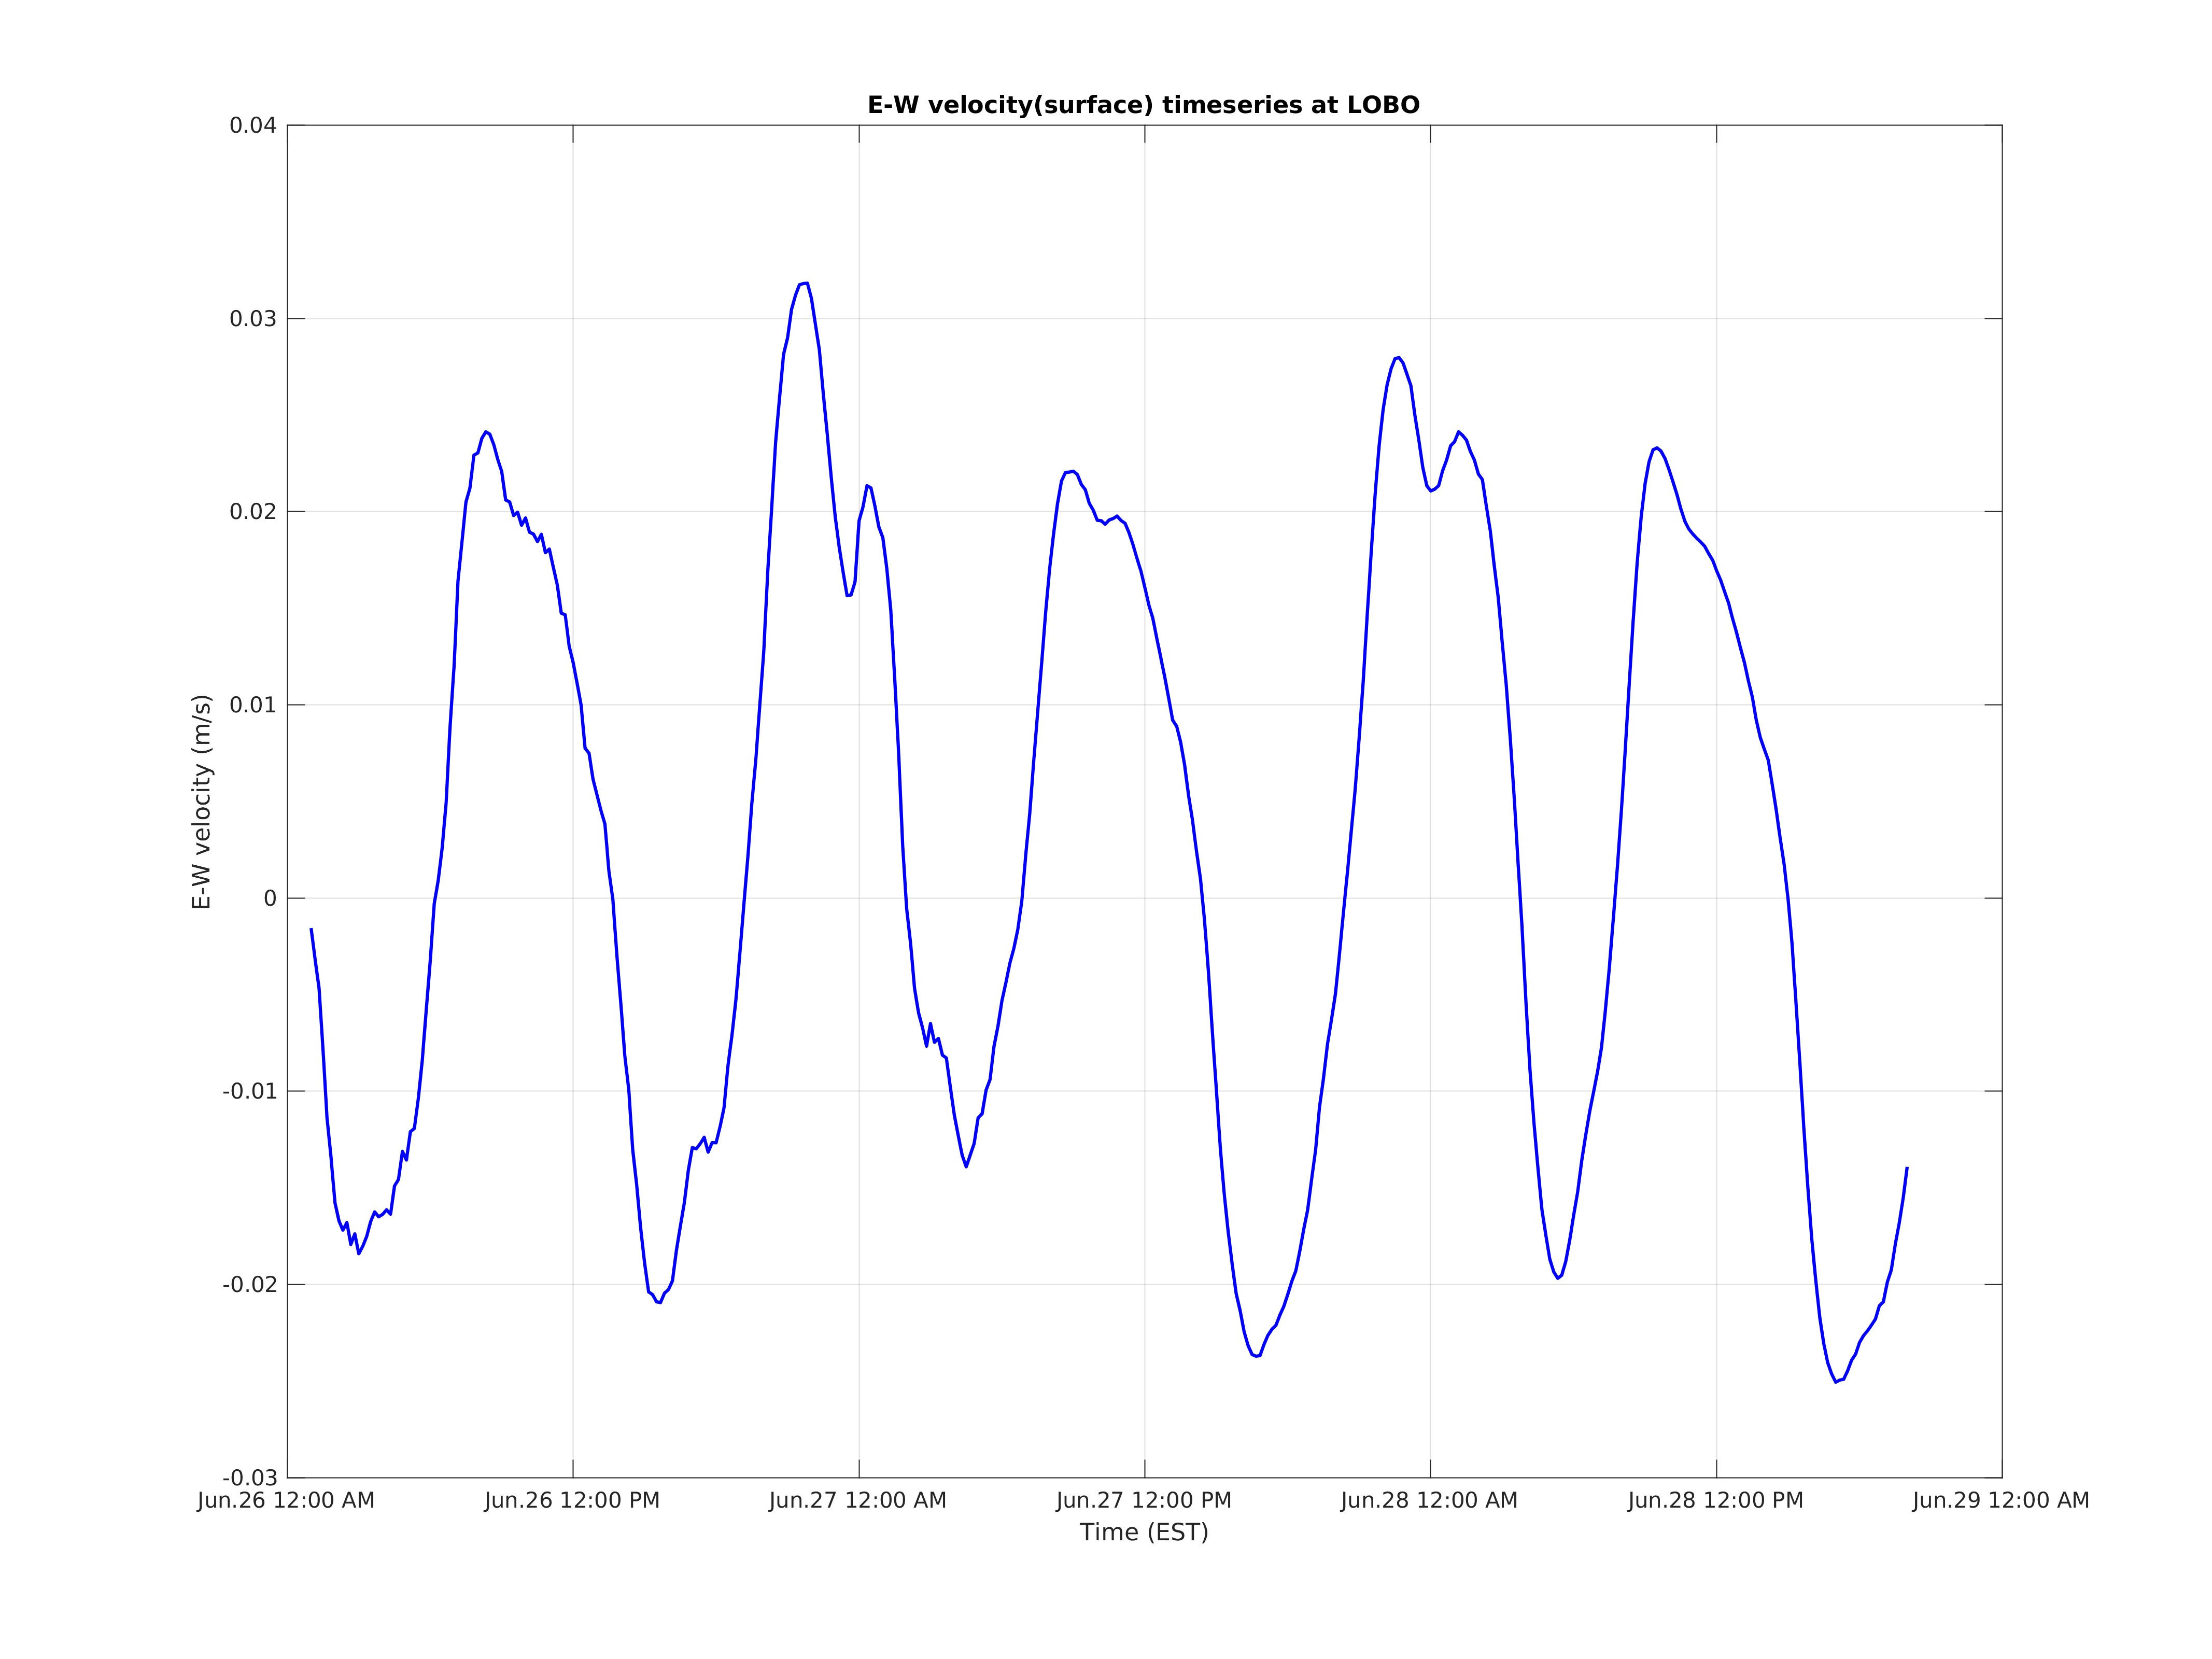 E-W velocity(surface) timeseries at LOBO
0.04
0.03
0.02
0.01
0
-0.01
-0.02
-0.03
E-W velocity (m/s)
Jun.26 12:00 AM Jun.26 12:00 PM Jun.27 12:00 AM Jun.27 12:00 PM Jun.28 12:00 AM Jun.28 12:00 PM Jun.29 12:00 AM
Time (EST)